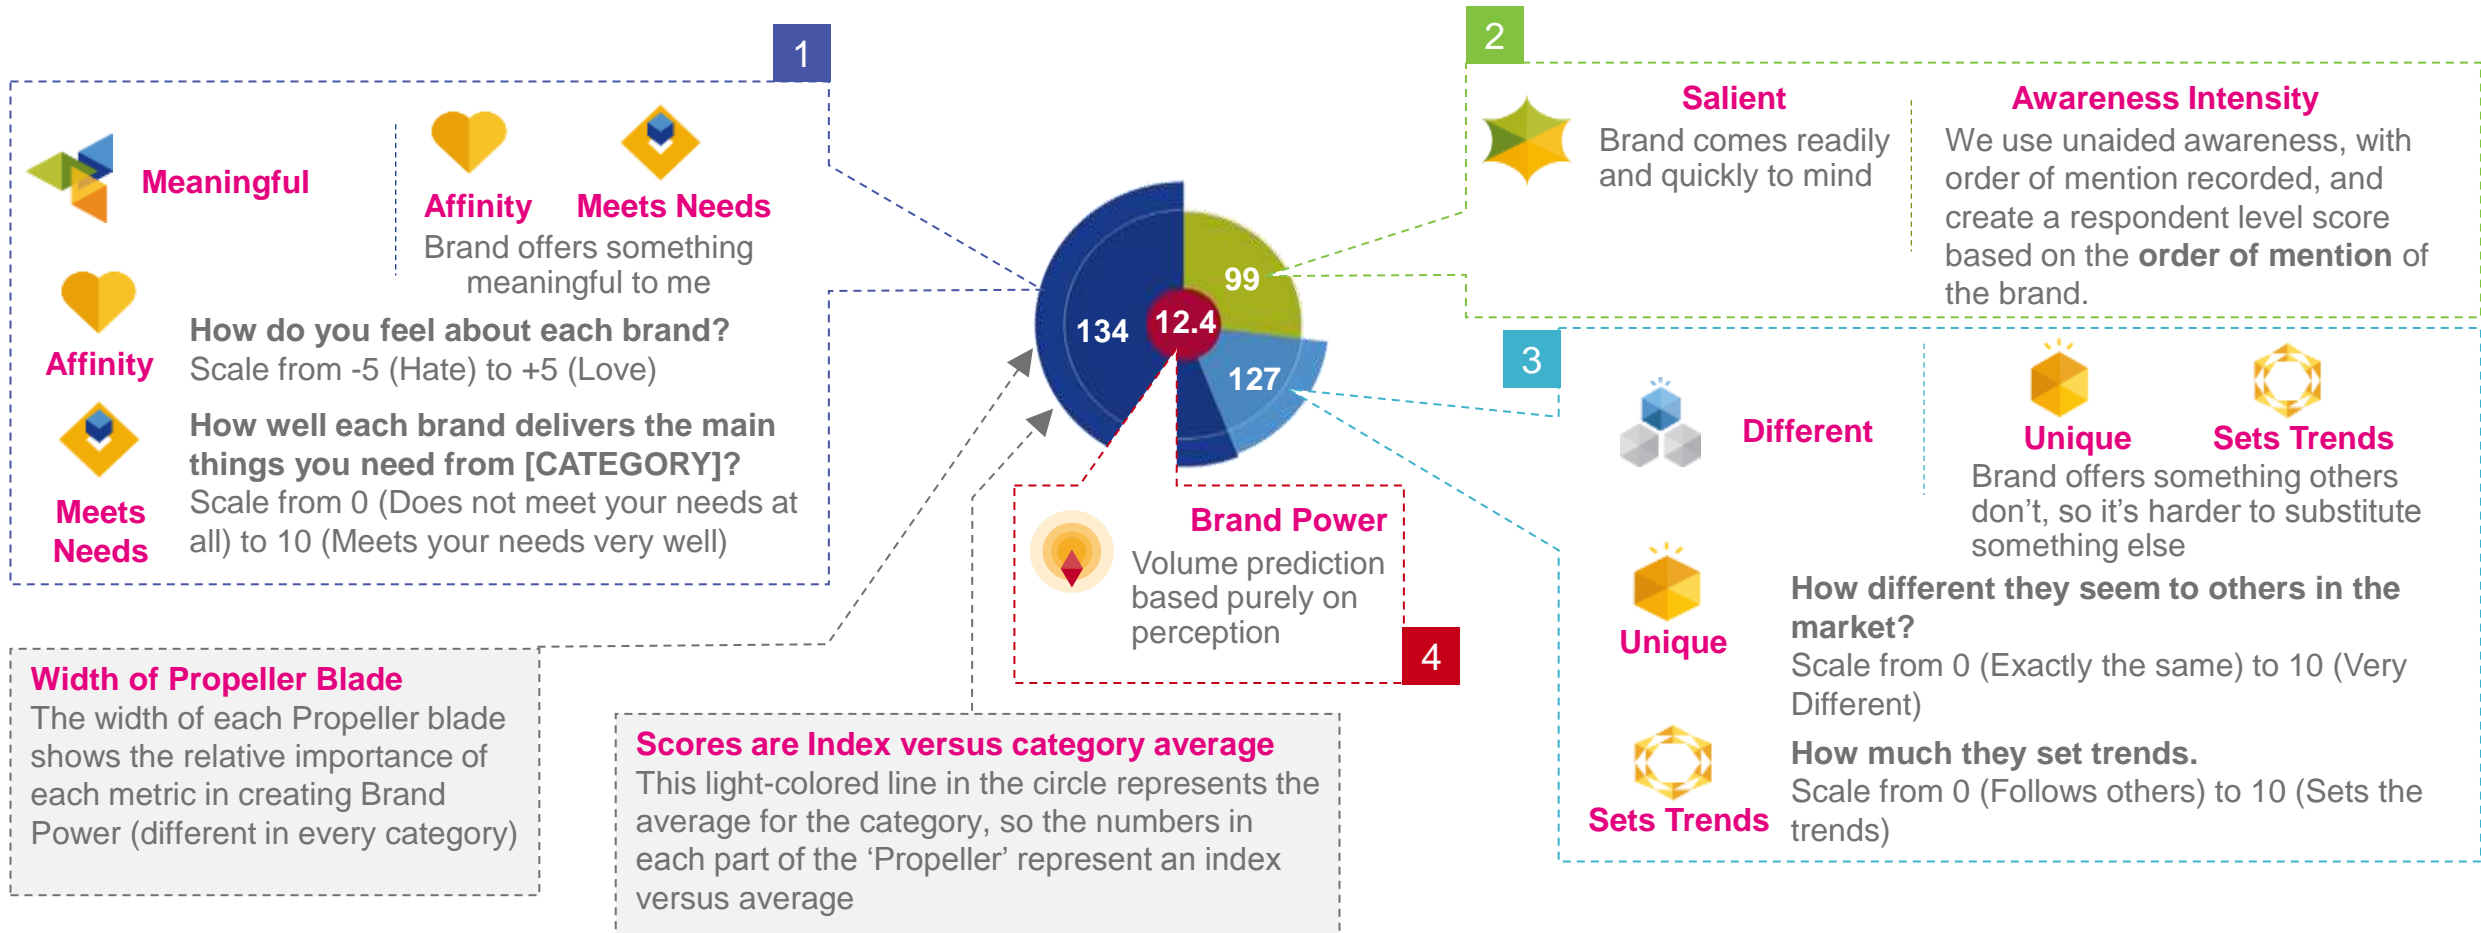 1
Meaningful
Affinity
Meets Needs
Brand offers something
meaningful to me
Affinity
How do you feel about each brand?
Scale from -5 (Hate) to +5 (Love)
Meets
Needs
How well each brand delivers the main
things you need from [CATEGORY]?
Scale from 0 (Does not meet your needs at
all) to 10 (Meets your needs very well)
134
12.4
99
127
2
Salient
Brand comes readily
and quickly to mind
Awareness Intensity
We use unaided awareness, with
order of mention recorded, and
create a respondent level score
based on the order of mention of
the brand.
3
Different
Unique
Sets Trends
Brand offers something others
don’t, so it’s harder to substitute
something else
Unique
How different they seem to others in the
market?
Scale from 0 (Exactly the same) to 10 (Very
Different)
Sets Trends
How much they set trends.
Scale from 0 (Follows others) to 10 (Sets the
trends)
Brand Power
Volume prediction
based purely on
perception
4
Width of Propeller Blade
The width of each Propeller blade
shows the relative importance of
each metric in creating Brand
Power (different in every category)
Scores are Index versus category average
This light-colored line in the circle represents the
average for the category, so the numbers in
each part of the ‘Propeller’ represent an index
versus average